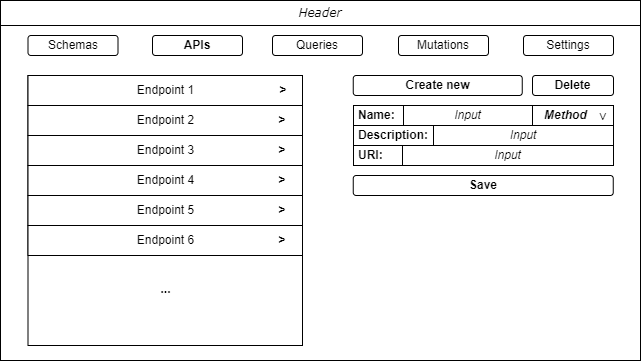 Header
Schemas APIs Queries Mutations Settings
Endpoint 1 >
Endpoint 2 >
Endpoint 3 >
Endpoint 4 >
Endpoint 5 >
Endpoint 6 >
...
Create new Delete
Name: Input Method v
Description: Input
URI: Input
Save